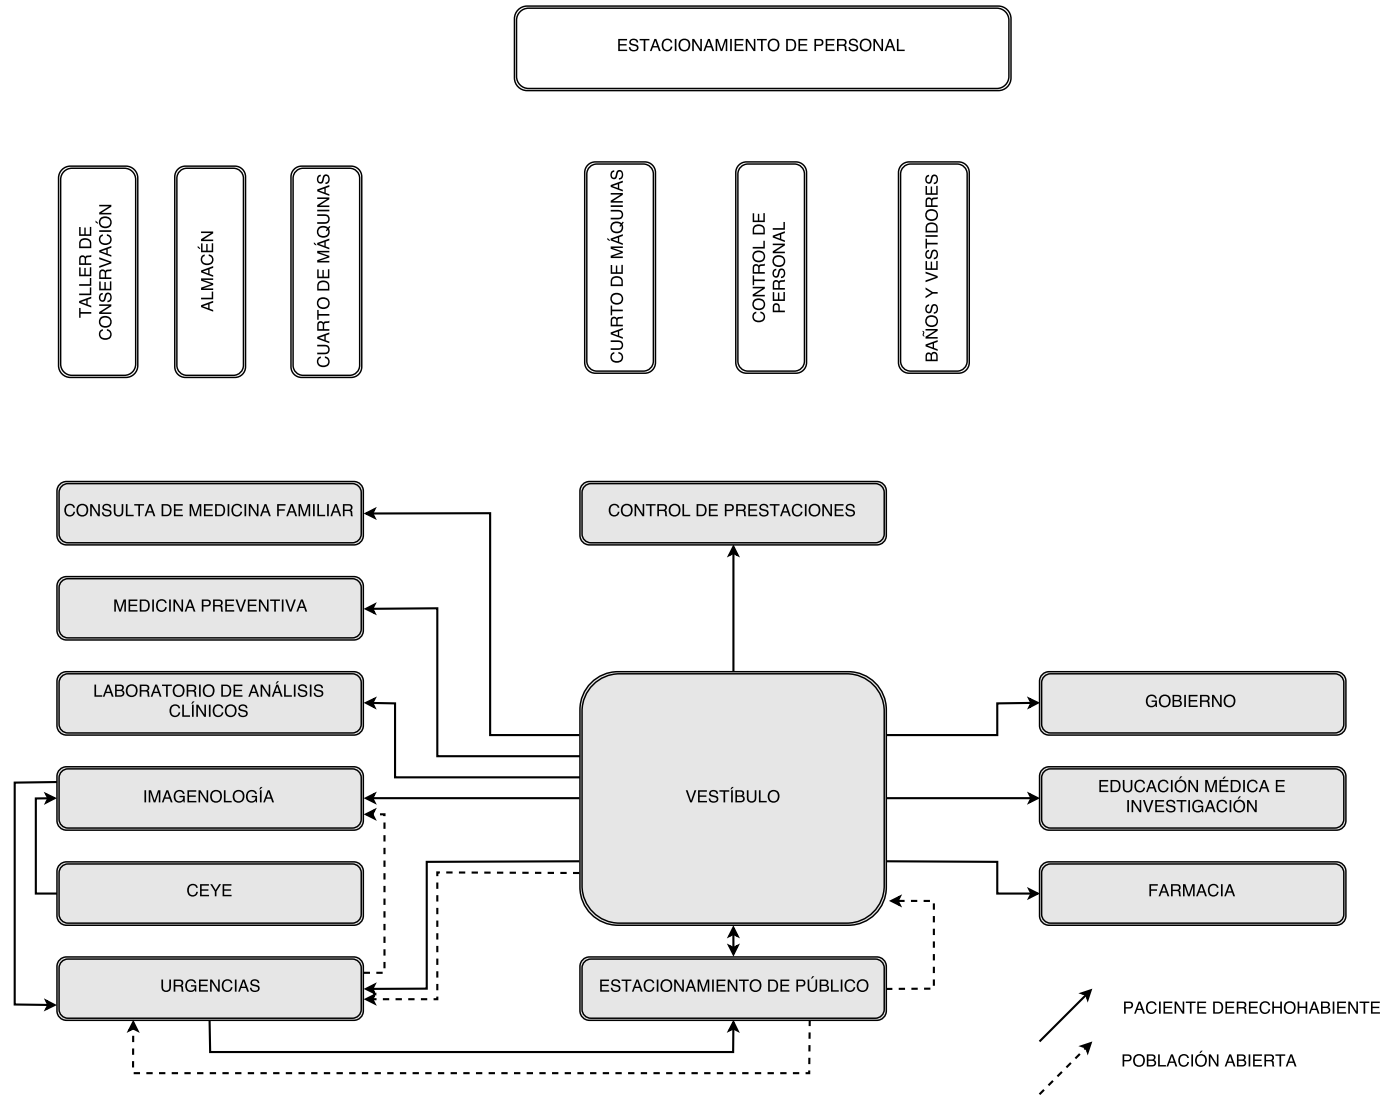 ESTACIONAMIENTO DE PERSONAL
TALLER DE
CONSERVACIÓN
ALMACÉN
CUARTO DE MÁQUINAS
CUARTO DE MÁQUINAS
CONTROL DE
PERSONAL
BAÑOS Y VESTIDORES
CONSULTA DE MEDICINA FAMILIAR
CONTROL DE PRESTACIONES
MEDICINA PREVENTIVA
LABORATORIO DE ANÁLISIS
CLÍNICOS
GOBIERNO
IMAGENOLOGÍA
VESTÍBULO
EDUCACIÓN MÉDICA E
INVESTIGACIÓN
CEYE
FARMACIA
URGENCIAS
ESTACIONAMIENTO DE PÚBLICO
PACIENTE DERECHOHABIENTE
POBLACIÓN ABIERTA